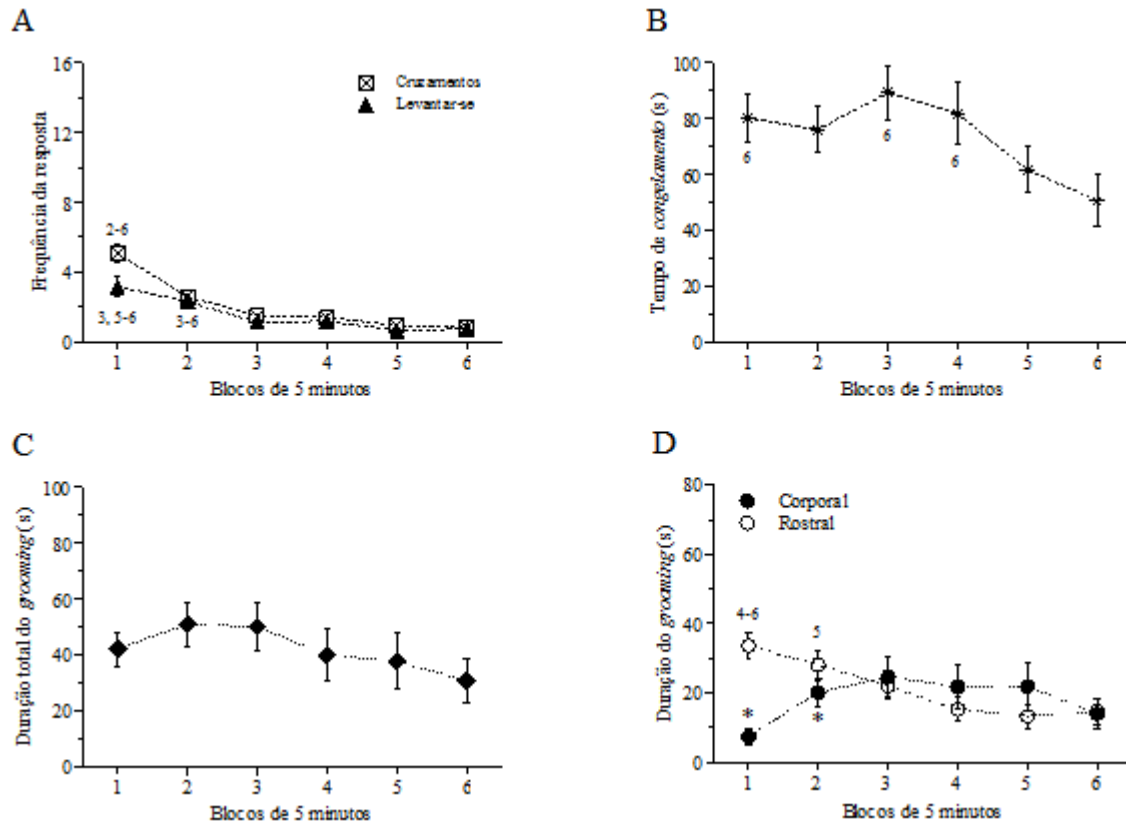 A
Frequência da resposta
16
12
8
4
0
Cruzamentos
Levantar-se
2-6
3, 5-6
3-6
1 2 3 4 5 6
Blocos de 5 minutos
B
Tempo de congelamento (s)
100
80
60
40
20
0
6
6
6
1 2 3 4 5 6
Blocos de 5 minutos
C
Duração total do grooming (s)
100
80
60
40
20
0
1 2 3 4 5 6
Blocos de 5 minutos
D
Duração do grooming (s)
80
60
40
20
0
Corporal
Rostral
4-6
5
*
*
1 2 3 4 5 6
Blocos de 5 minutos